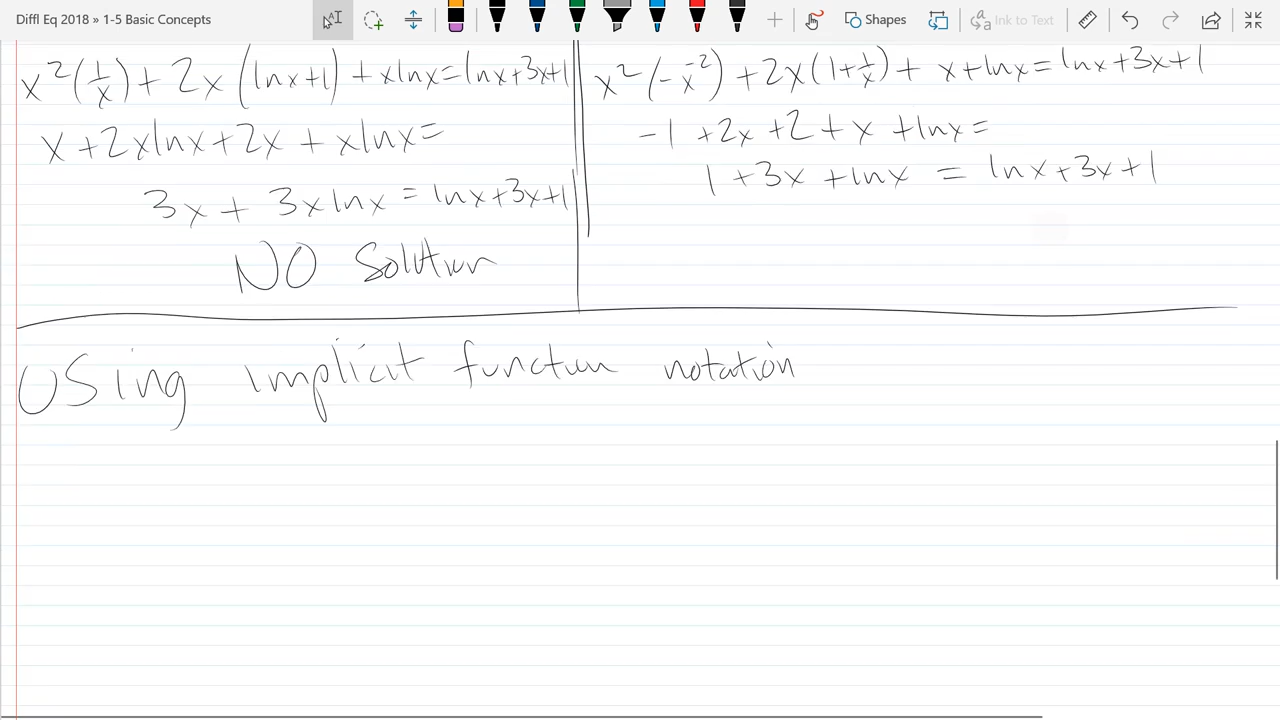 Diffl Eq 2018 » 1-5 Basic Concepts
Shapes
Ink to Text
x²(1/x) + 2x(lnx+1) + xlnx = lnx+3x+1
x + 2xlnx + 2x + xlnx =
3x + 3xlnx = lnx+3x+1
NO Solution
x²(-x⁻²) + 2x(1+1/x) + x+lnx = lnx+3x+1
-1 + 2x + 2 + x + lnx =
1 + 3x + lnx = lnx+3x+1
Using implicit function notation